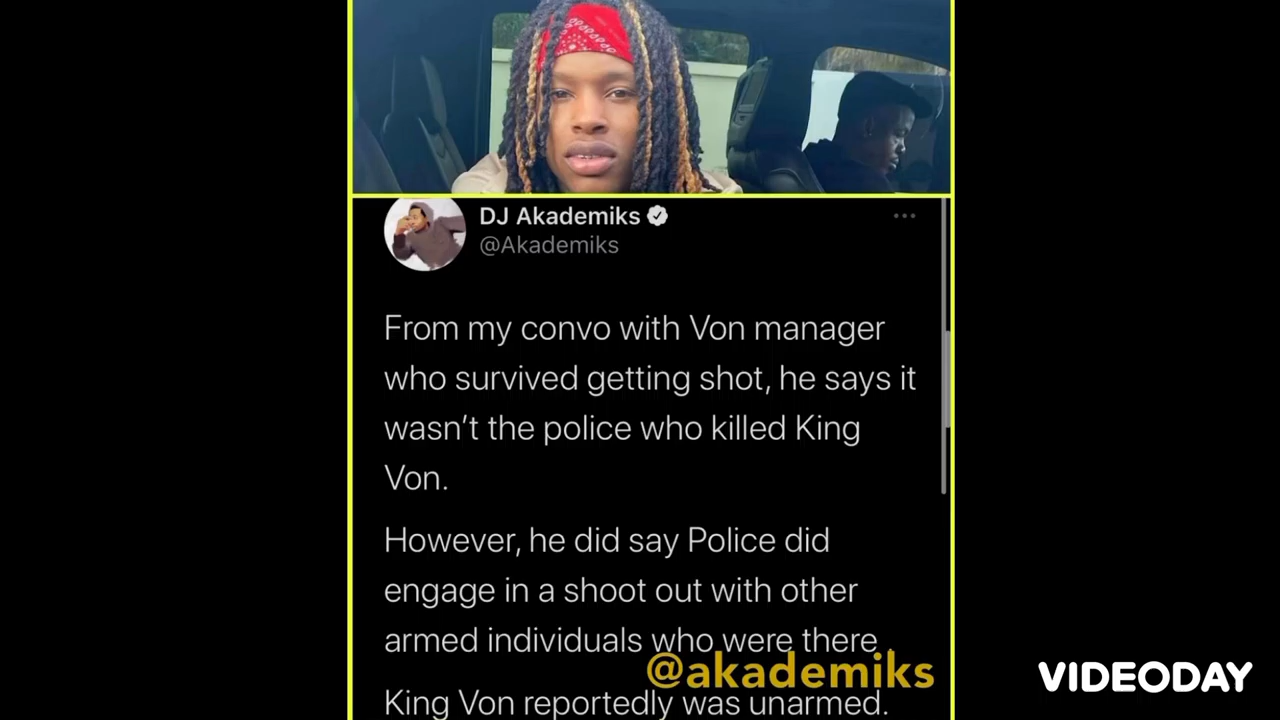 DJ Akademiks
@Akademiks
From my convo with Von manager
who survived getting shot, he says it
wasn’t the police who killed King
Von.
However, he did say Police did
engage in a shoot out with other
armed individuals who were there .
@akademiks
King Von reportedly was unarmed.
VIDEODAY